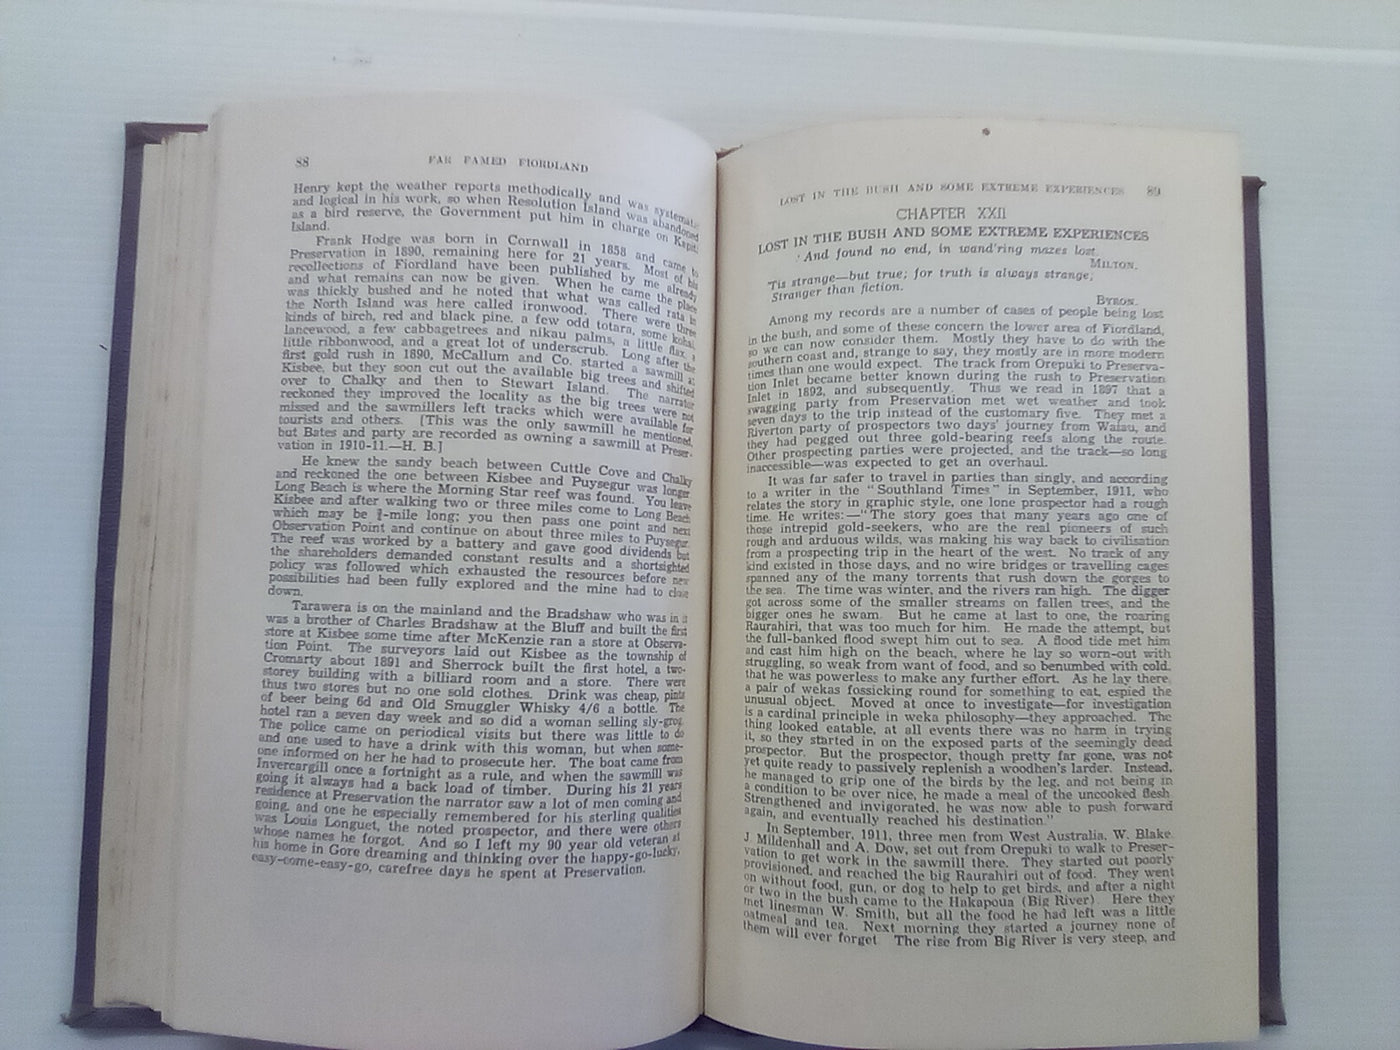 88 FAR FAMED FIORDLAND
Henry kept the weather reports methodically and was systematic
and logical in his work, so when Resolution Island was abandoned
as a bird reserve, the Government put him in charge on Kapiti
Island.
Frank Hodge was born in Cornwall in 1858 and came to
Preservation in 1890, remaining here for 21 years. Most of his
recollections of Fiordland have been published by me already
and what remains can now be given. When he came the place
was thickly bushed and he noted that what was called rata in
the North Island was here called ironwood. There were three
kinds of birch, red and black pine, a few odd totara, some kohai,
lancewood, a few cabbagetrees and nikau palms, a little flax, a
little ribbonwood, and a great lot of underscrub. Long after the
first gold rush in 1890, McCallum and Co. started a sawmill at
Kisbee, but they soon cut out the available big trees and shifted
over to Chalky and then to Stewart Island. The narrator
reckoned they improved the locality as the big trees were not
missed and the sawmillers left tracks which were available for
tourists and others. [This was the only sawmill he mentioned,
but Bates and party are recorded as owning a sawmill at Preser-
vation in 1910-11.—H. B.]
He knew the sandy beach between Cuttle Cove and Chalky
and reckoned the one between Kisbee and Puysegur was longer.
Long Beach is where the Morning Star reef was found. You leave
Kisbee and after walking two or three miles come to Long Beach
which may be ¾-mile long; you then pass one point and next
Observation Point and continue on about three miles to Puysegur.
The reef was worked by a battery and gave good dividends but
the shareholders demanded constant results and a shortsighted
policy was followed which exhausted the resources before new
possibilities had been fully explored and the mine had to close
down.
Tarawera is on the mainland and the Bradshaw who was in it
was a brother of Charles Bradshaw at the Bluff and built the first
store at Kisbee some time after McKenzie ran a store at Observa-
tion Point. The surveyors laid out Kisbee as the township of
Cromarty about 1891 and Sherrock built the first hotel, a two-
storey building with a billiard room and a store. There were
thus two stores but no one sold clothes. Drink was cheap, pints
of beer being 6d and Old Smuggler Whisky 4/6 a bottle. The
hotel ran a seven day week and so did a woman selling sly-grog.
The police came on periodical visits but there was little to do
and one used to have a drink with this woman, but when some-
one informed on her he had to prosecute her. The boat came from
Invercargill once a fortnight as a rule, and when the sawmill was
going it always had a back load of timber. During his 21 years
residence at Preservation the narrator saw a lot of men coming and
going, and one he especially remembered for his sterling qualities
was Louis Longuet, the noted prospector, and there were others
whose names he forgot. And so I left my 90 year old veteran at
his home in Gore dreaming and thinking over the happy-go-lucky,
easy-come-easy-go, carefree days he spent at Preservation.
LOST IN THE BUSH AND SOME EXTREME EXPERIENCES 89
CHAPTER XXII
LOST IN THE BUSH AND SOME EXTREME EXPERIENCES
'And found no end, in wand'ring mazes lost.
MILTON.
'Tis strange—but true; for truth is always strange;
Stranger than fiction.
BYRON.
Among my records are a number of cases of people being lost
in the bush, and some of these concern the lower area of Fiordland,
so we can now consider them. Mostly they have to do with the
southern coast and, strange to say, they mostly are in more modern
times than one would expect. The track from Orepuki to Preserva-
tion Inlet became better known during the rush to Preservation
Inlet in 1892, and subsequently. Thus we read in 1897 that a
swagging party from Preservation met wet weather and took
seven days to the trip instead of the customary five. They met a
Riverton party of prospectors two days' journey from Waiau, and
they had pegged out three gold-bearing reefs along the route.
Other prospecting parties were projected, and the track—so long
inaccessible—was expected to get an overhaul.
It was far safer to travel in parties than singly, and according
to a writer in the "Southland Times" in September, 1911, who
relates the story in graphic style, one lone prospector had a rough
time. He writes:—"The story goes that many years ago one of
those intrepid gold-seekers, who are the real pioneers of such
rough and arduous wilds, was making his way back to civilisation
from a prospecting trip in the heart of the west. No track of any
kind existed in those days, and no wire bridges or travelling cages
spanned any of the many torrents that rush down the gorges to
the sea. The time was winter, and the rivers ran high. The digger
got across some of the smaller streams on fallen trees, and the
bigger ones he swam. But he came at last to one, the roaring
Raurahiri, that was too much for him. He made the attempt, but
the full-banked flood swept him out to sea. A flood tide met him
and cast him high on the beach, where he lay so worn-out with
struggling, so weak from want of food, and so benumbed with cold,
that he was powerless to make any further effort. As he lay there,
a pair of wekas fossicking round for something to eat, espied the
unusual object. Moved at once to investigate—for investigation
is a cardinal principle in weka philosophy—they approached. The
thing looked eatable, at all events there was no harm in trying
it, so they started in on the exposed parts of the seemingly dead
prospector. But the prospector, though pretty far gone, was not
yet quite ready to passively replenish a woodhen's larder. Instead,
he managed to grip one of the birds by the leg, and not being in
a condition to be over nice, he made a meal of the uncooked flesh.
Strengthened and invigorated, he was now able to push forward
again, and eventually reached his destination."
In September, 1911, three men from West Australia, W. Blake,
J Mildenhall and A. Dow, set out from Orepuki to walk to Preser-
vation to get work in the sawmill there. They started out poorly
provisioned, and reached the big Raurahiri out of food. They went
on without food, gun, or dog to help to get birds, and after a night
or two in the bush came to the Hakapoua (Big River). Here they
met linesman W. Smith, but all the food he had left was a little
oatmeal and tea. Next morning they started a journey none of
them will ever forget. The rise from Big River is very steep, and